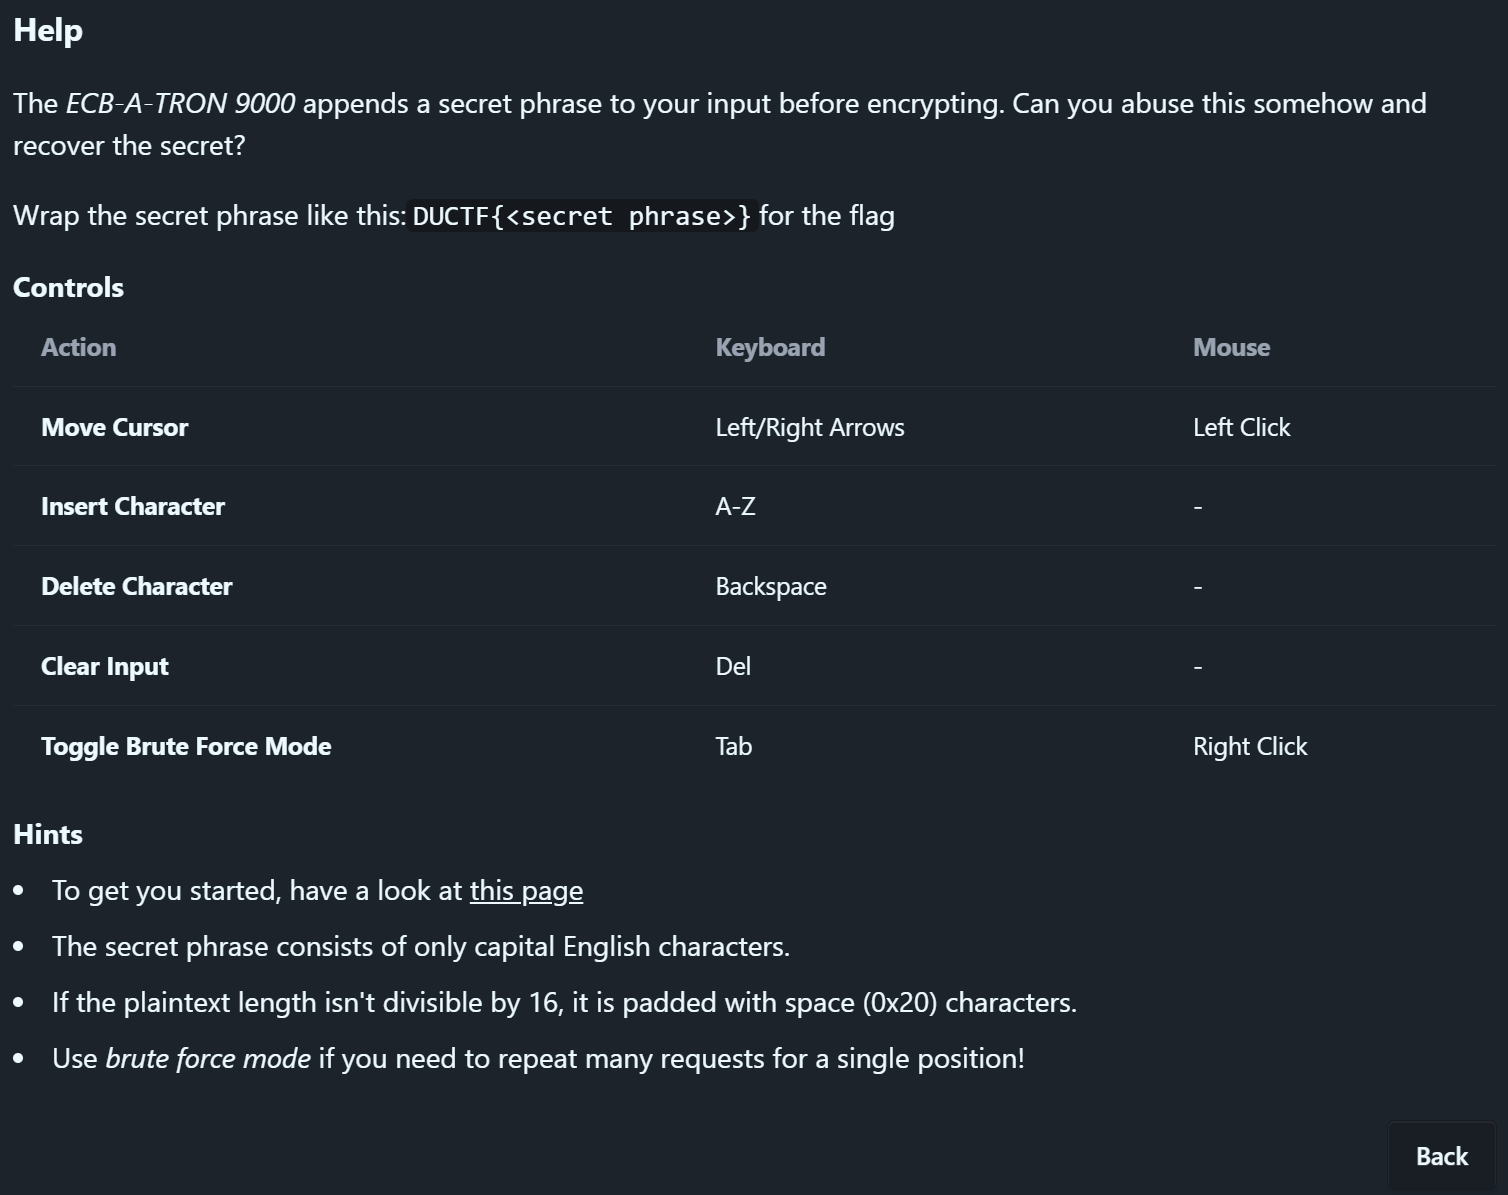 Help
The ECB-A-TRON 9000 appends a secret phrase to your input before encrypting. Can you abuse this somehow and
recover the secret?
Wrap the secret phrase like this: DUCTF{<secret phrase>} for the flag
Controls
Action Keyboard Mouse
Move Cursor Left/Right Arrows Left Click
Insert Character A-Z -
Delete Character Backspace -
Clear Input Del -
Toggle Brute Force Mode Tab Right Click
Hints
• To get you started, have a look at this page
• The secret phrase consists of only capital English characters.
• If the plaintext length isn't divisible by 16, it is padded with space (0x20) characters.
• Use brute force mode if you need to repeat many requests for a single position!
Back